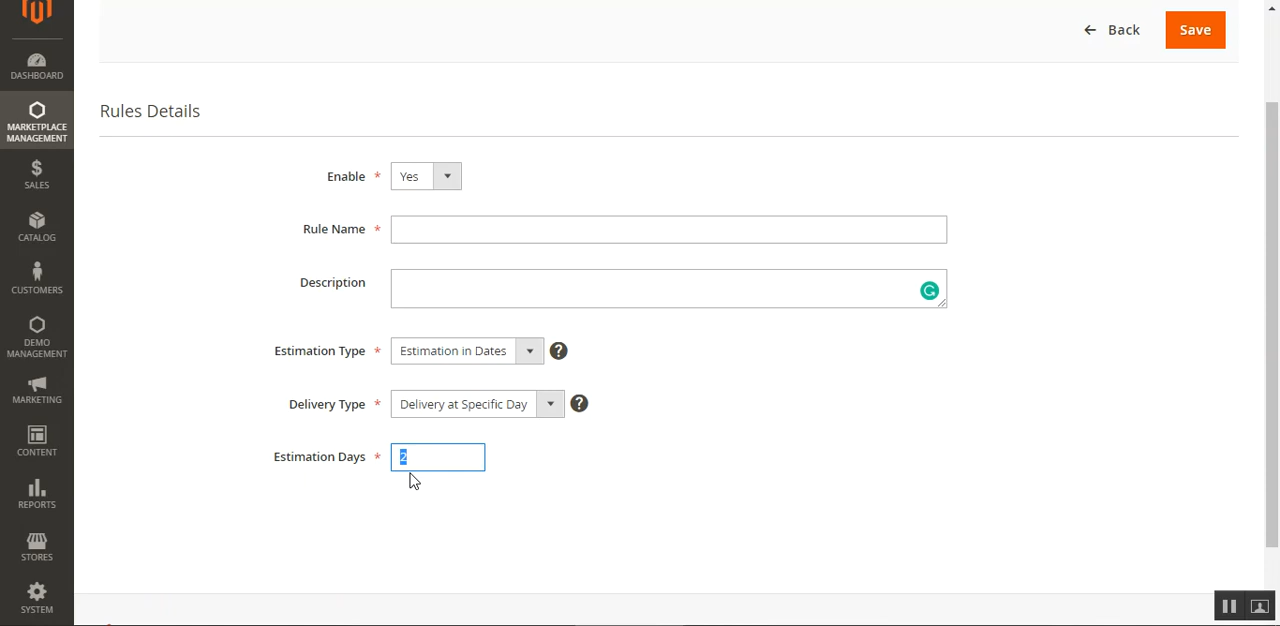 Back
Save
DASHBOARD
MARKETPLACE
MANAGEMENT
SALES
CATALOG
CUSTOMERS
DEMO
MANAGEMENT
MARKETING
CONTENT
REPORTS
STORES
SYSTEM
Rules Details
Enable * Yes
Rule Name *
Description
Estimation Type * Estimation in Dates ?
Delivery Type * Delivery at Specific Day ?
Estimation Days * 2